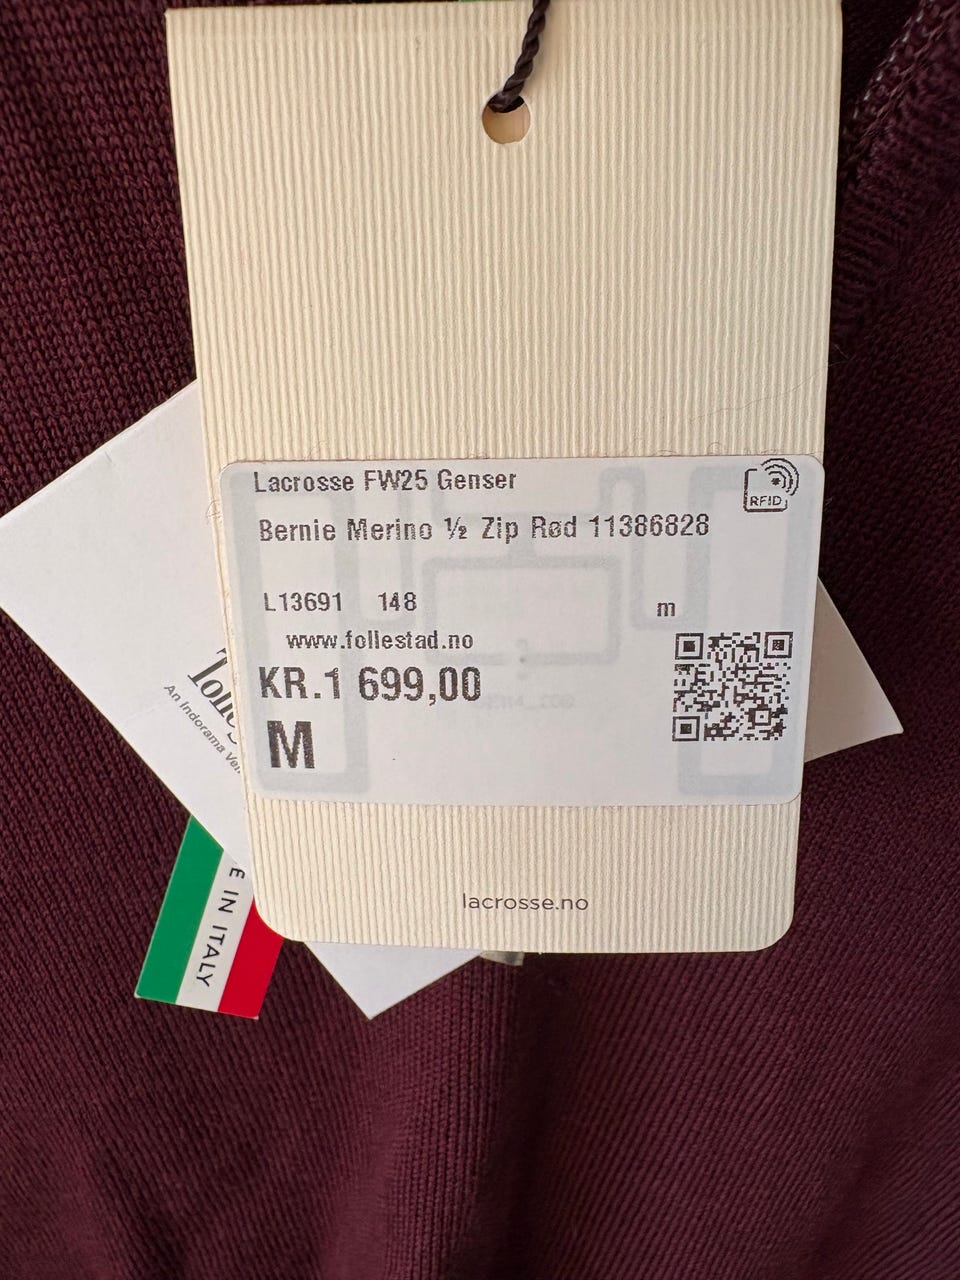 Lacrosse FW25 Genser
RFID
Bernie Merino ½ Zip Rød 11386828
L13691 148 m
www.follestad.no
KR.1 699,00
M
An Indorama
E IN ITALY
lacrosse.no